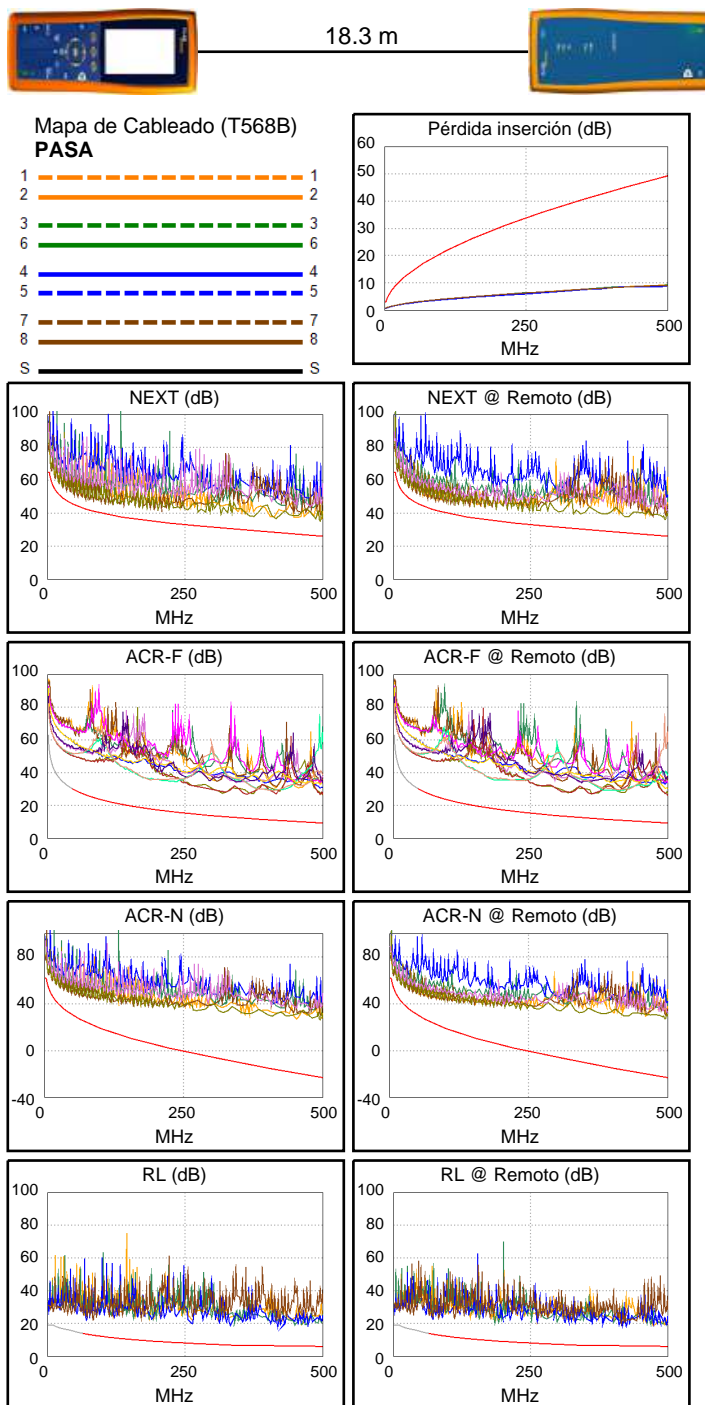 18.3 m
Mapa de Cableado (T568B)
PASA
1 1
2 2
3 3
6 6
4 4
5 5
7 7
8 8
S S
Pérdida inserción (dB)
60
50
40
30
20
10
0
0 250 500
MHz
NEXT (dB)
100
80
60
40
20
0
0 250 500
MHz
NEXT @ Remoto (dB)
100
80
60
40
20
0
0 250 500
MHz
ACR-F (dB)
100
80
60
40
20
0
0 250 500
MHz
ACR-F @ Remoto (dB)
100
80
60
40
20
0
0 250 500
MHz
ACR-N (dB)
80
40
0
-40
0 250 500
MHz
ACR-N @ Remoto (dB)
80
40
0
-40
0 250 500
MHz
RL (dB)
100
80
60
40
20
0
0 250 500
MHz
RL @ Remoto (dB)
100
80
60
40
20
0
0 250 500
MHz